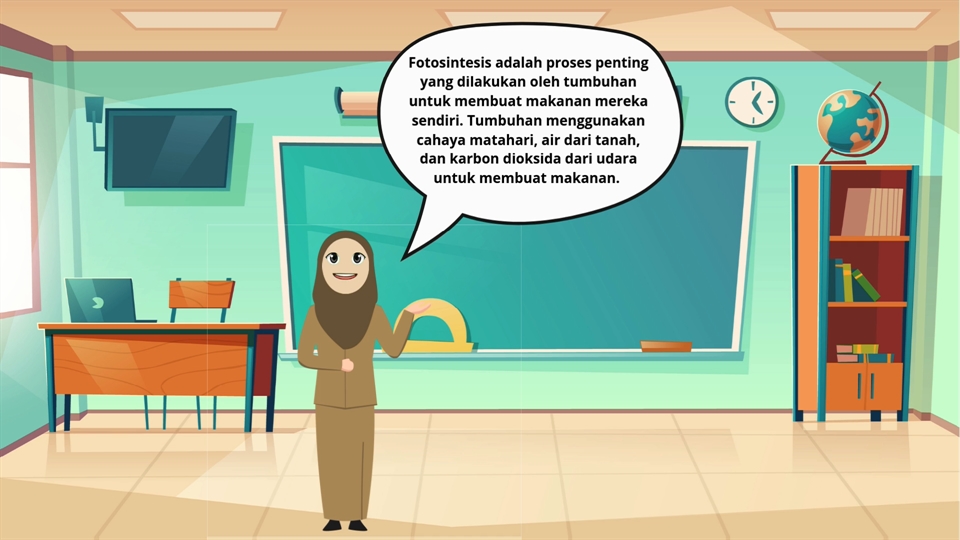 Fotosintesis adalah proses penting
yang dilakukan oleh tumbuhan
untuk membuat makanan mereka
sendiri. Tumbuhan menggunakan
cahaya matahari, air dari tanah,
dan karbon dioksida dari udara
untuk membuat makanan.